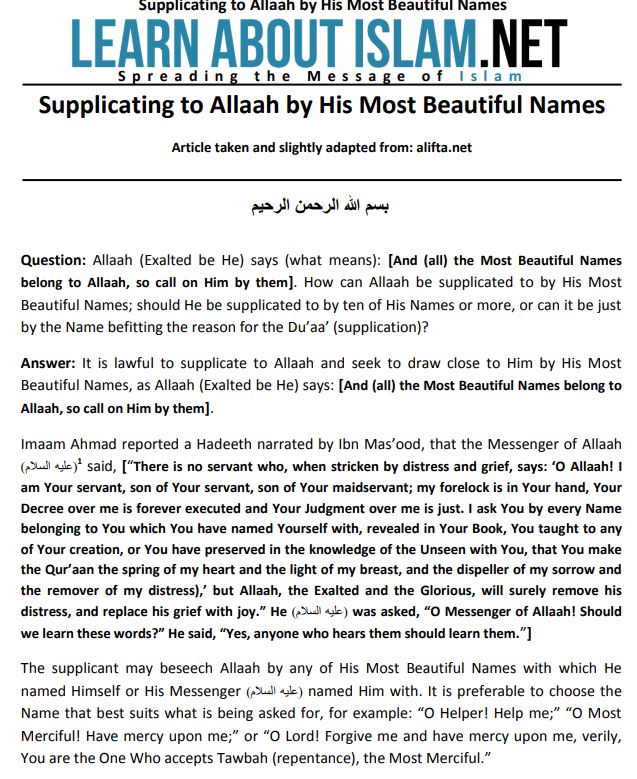 Supplicating to Allaah by His Most Beautiful Names
LEARN ABOUT ISLAM.NET
Spreading the Message of Islam
Supplicating to Allaah by His Most Beautiful Names
Article taken and slightly adapted from: alifta.net
بسم الله الرحمن الرحيم
Question: Allaah (Exalted be He) says (what means): [And (all) the Most Beautiful Names
belong to Allaah, so call on Him by them]. How can Allaah be supplicated to by His Most
Beautiful Names; should He be supplicated to by ten of His Names or more, or can it be just
by the Name befitting the reason for the Du’aa’ (supplication)?
Answer: It is lawful to supplicate to Allaah and seek to draw close to Him by His Most
Beautiful Names, as Allaah (Exalted be He) says: [And (all) the Most Beautiful Names belong to
Allaah, so call on Him by them].
Imaam Ahmad reported a Hadeeth narrated by Ibn Mas’ood, that the Messenger of Allaah
(عليه السلام)1 said, [“There is no servant who, when stricken by distress and grief, says: ‘O Allaah! I
am Your servant, son of Your servant, son of Your maidservant; my forelock is in Your hand, Your
Decree over me is forever executed and Your Judgment over me is just. I ask You by every Name
belonging to You which You have named Yourself with, revealed in Your Book, You taught to any
of Your creation, or You have preserved in the knowledge of the Unseen with You, that You make
the Qur’aan the spring of my heart and the light of my breast, and the dispeller of my sorrow and
the remover of my distress),’ but Allaah, the Exalted and the Glorious, will surely remove his
distress, and replace his grief with joy.” He (عليه السلام) was asked, “O Messenger of Allaah! Should
we learn these words?” He said, “Yes, anyone who hears them should learn them.”]
The supplicant may beseech Allaah by any of His Most Beautiful Names with which He
named Himself or His Messenger (عليه السلام) named Him with. It is preferable to choose the
Name that best suits what is being asked for, for example: “O Helper! Help me;” “O Most
Merciful! Have mercy upon me;” or “O Lord! Forgive me and have mercy upon me, verily,
You are the One Who accepts Tawbah (repentance), the Most Merciful.”